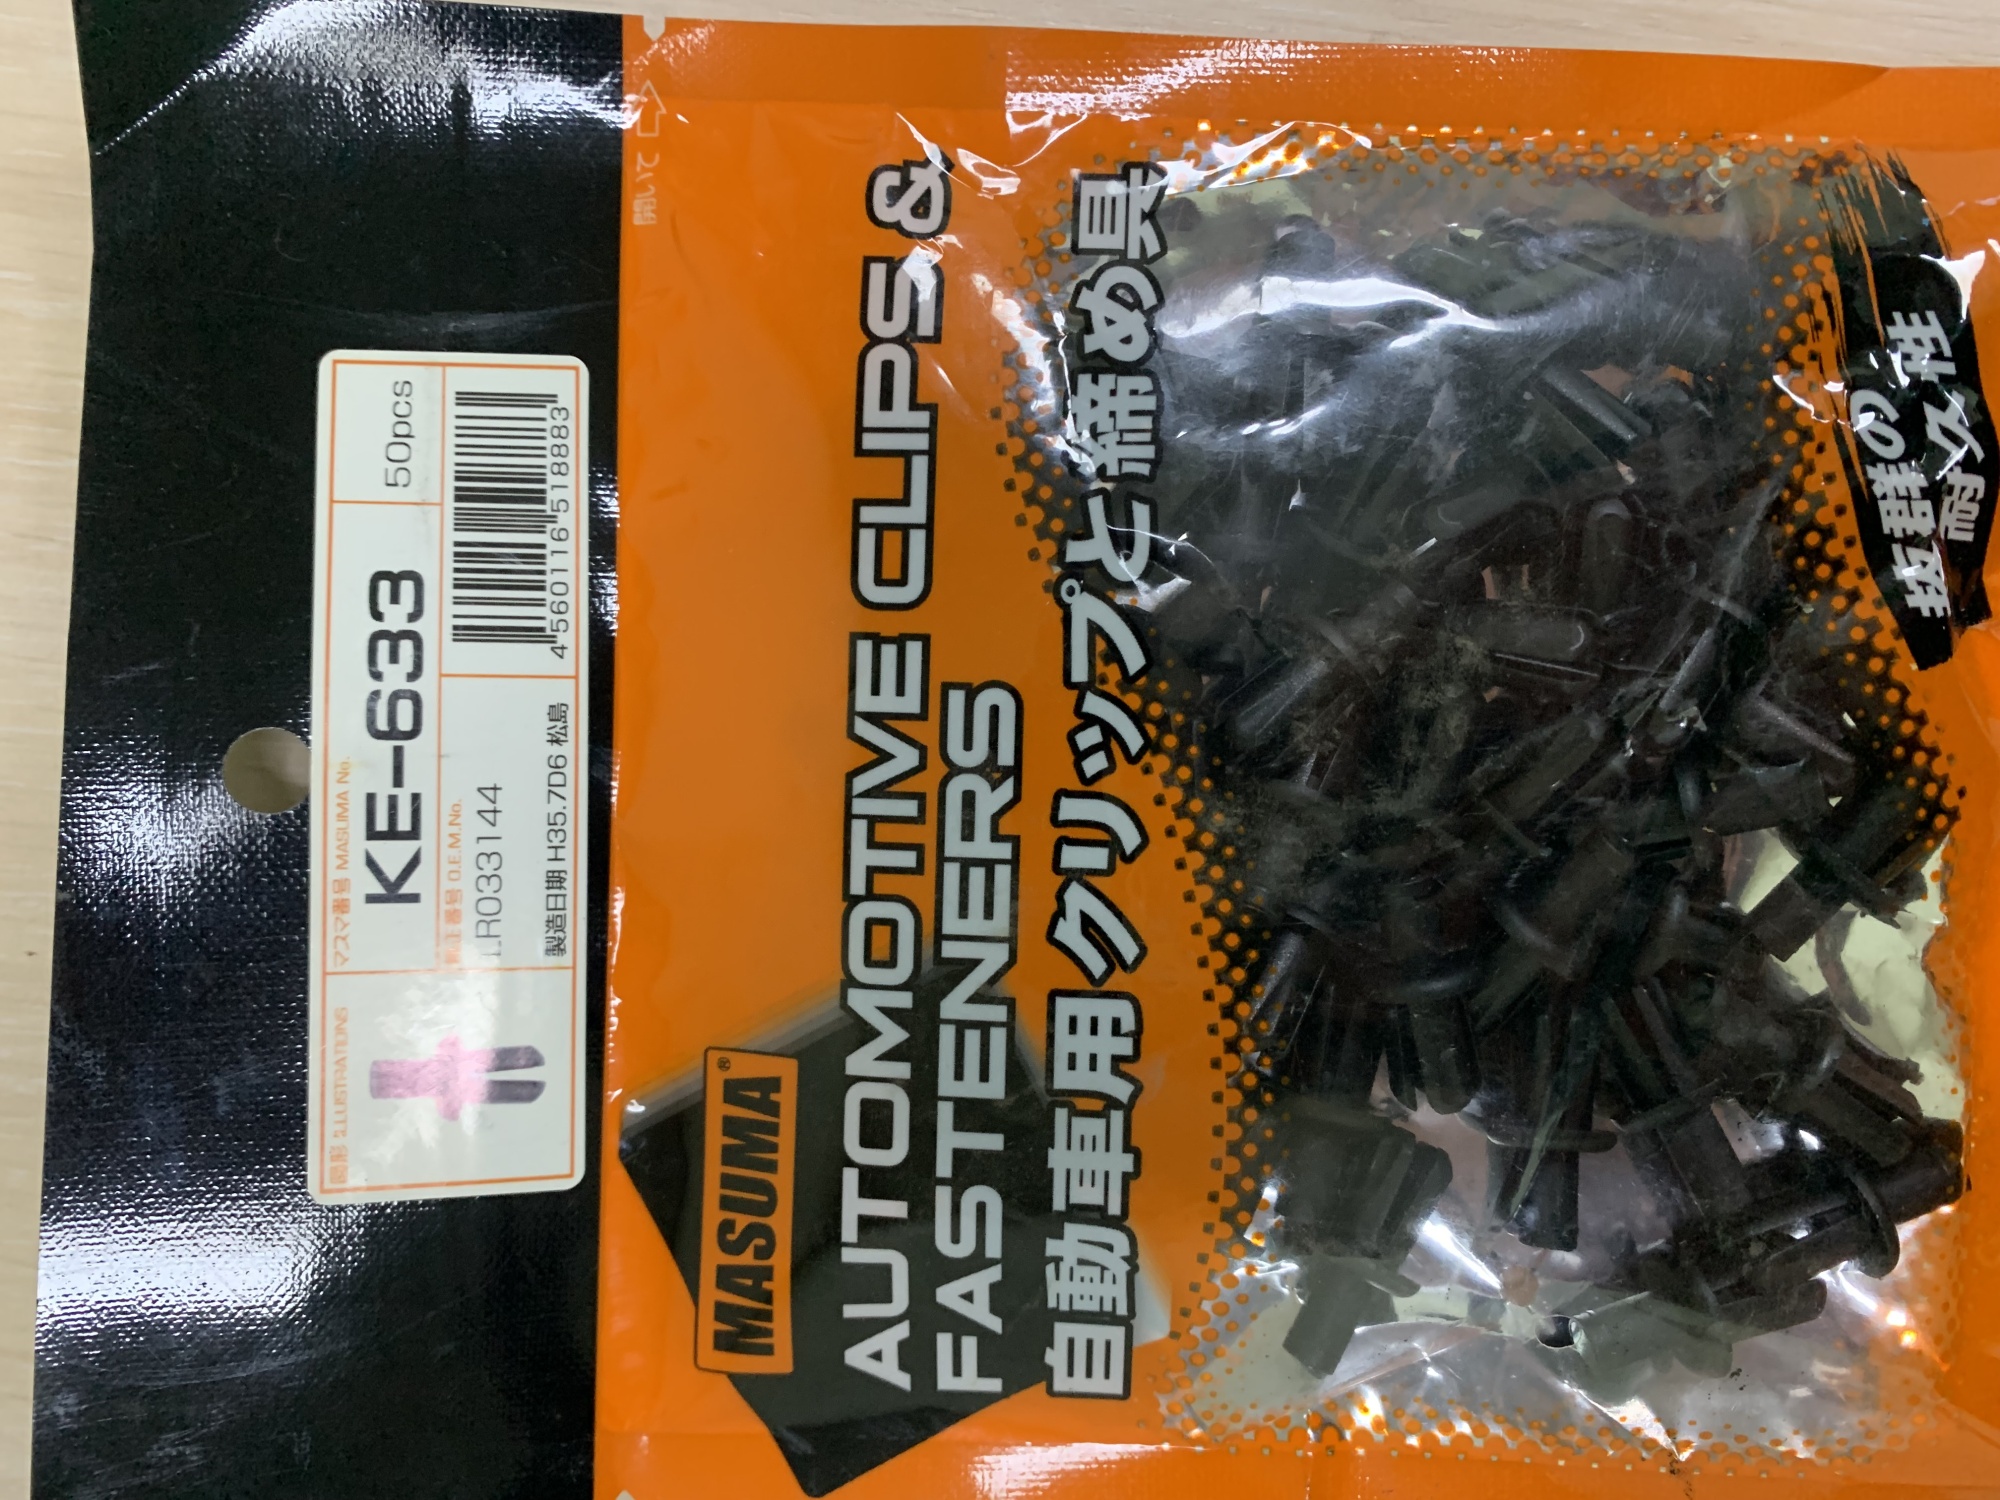 マスマ番号 MASUMA No.
KE-633
50pcs
純正番号 O.E.M.No.
LR033144
製造日期 H35.7D6 松島
4560116518883
図形 ILLUSTRATIONS
開いて
MASUMA®
AUTOMOTIVE CLIPS &
FASTENERS
自動車用クリップと締め具
抜群の
耐久性